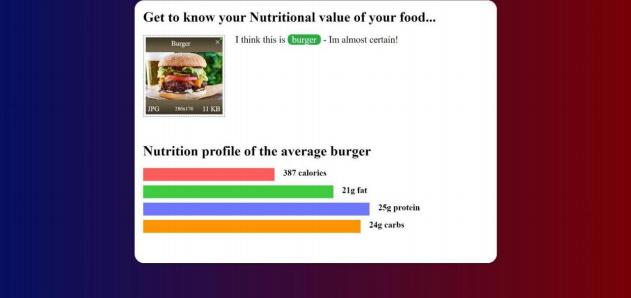 Get to know your Nutritional value of your food...
Burger ×
JPG 286x176 11 KB
I think this is burger - Im almost certain!
Nutrition profile of the average burger
387 calories
21g fat
25g protein
24g carbs